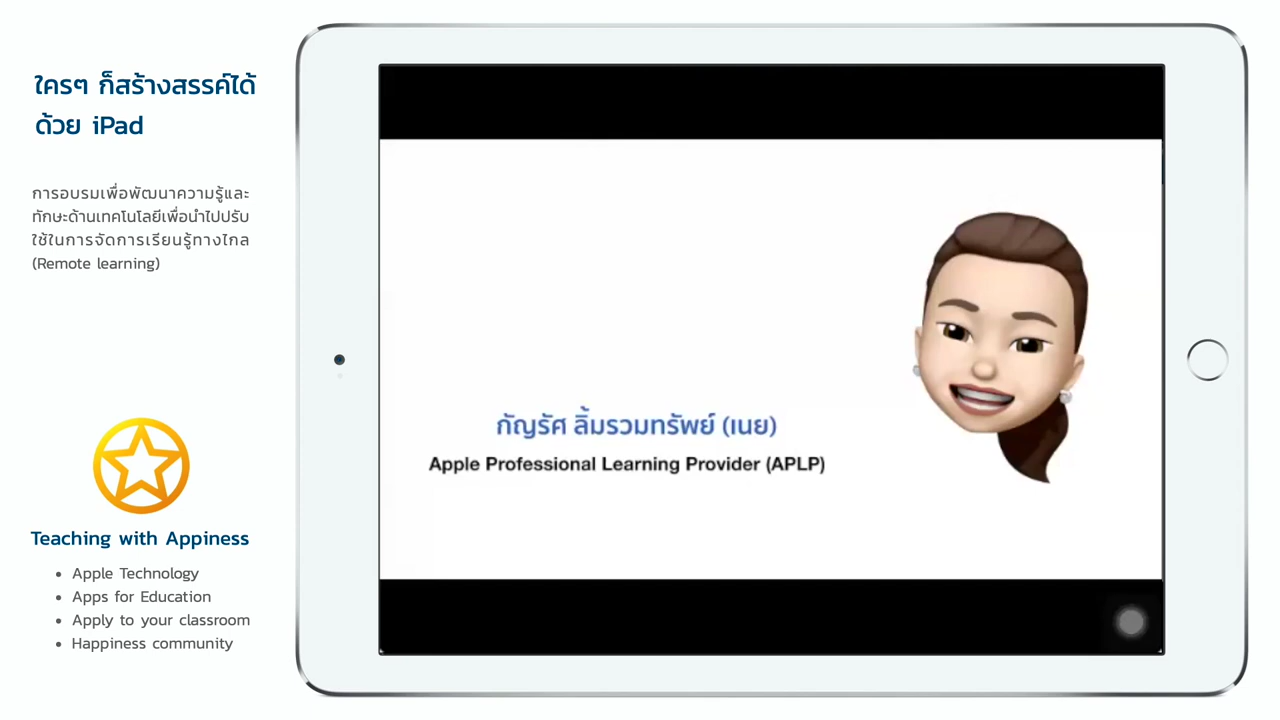 ใครๆ ก็สร้างสรรค์ได้
ด้วย iPad
การอบรมเพื่อพัฒนาความรู้และ
ทักษะด้านเทคโนโลยีเพื่อนำไปปรับ
ใช้ในการจัดการเรียนรู้ทางไกล
(Remote learning)
Teaching with Appiness
• Apple Technology
• Apps for Education
• Apply to your classroom
• Happiness community
กัญรัศ ลิ้มรวมทรัพย์ (เนย)
Apple Professional Learning Provider (APLP)